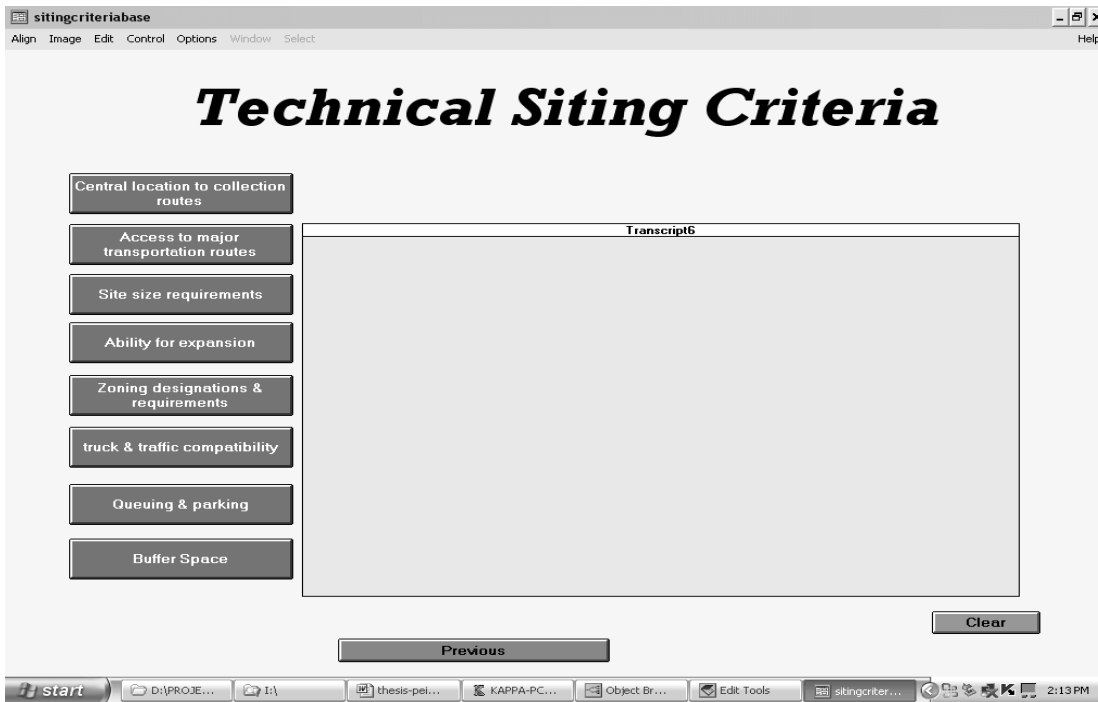 sitingcriteriabase
Align Image Edit Control Options Window Select Help
Technical Siting Criteria
Central location to collection
routes
Access to major
transportation routes
Site size requirements
Ability for expansion
Zoning designations &
requirements
truck & traffic compatibility
Queuing & parking
Buffer Space
Transcript6
Clear
Previous
start D:\PROJE... I:\ thesis-pei... KAPPA-PC... Object Br... Edit Tools sitingcriter... 2:13 PM